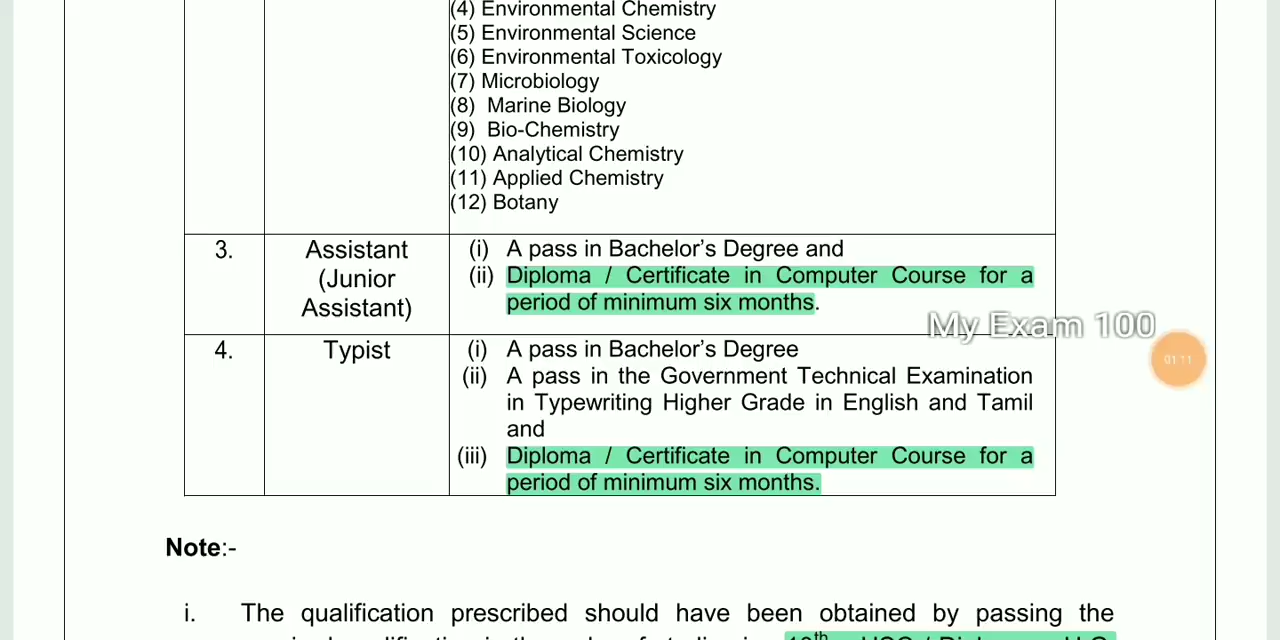 (4) Environmental Chemistry
(5) Environmental Science
(6) Environmental Toxicology
(7) Microbiology
(8) Marine Biology
(9) Bio-Chemistry
(10) Analytical Chemistry
(11) Applied Chemistry
(12) Botany
3.
Assistant
(Junior
Assistant)
(i) A pass in Bachelor’s Degree and
(ii) Diploma / Certificate in Computer Course for a
period of minimum six months.
My Exam 100
01:11
4.
Typist
(i) A pass in Bachelor’s Degree
(ii) A pass in the Government Technical Examination
in Typewriting Higher Grade in English and Tamil
and
(iii) Diploma / Certificate in Computer Course for a
period of minimum six months.
Note:-
i. The qualification prescribed should have been obtained by passing the